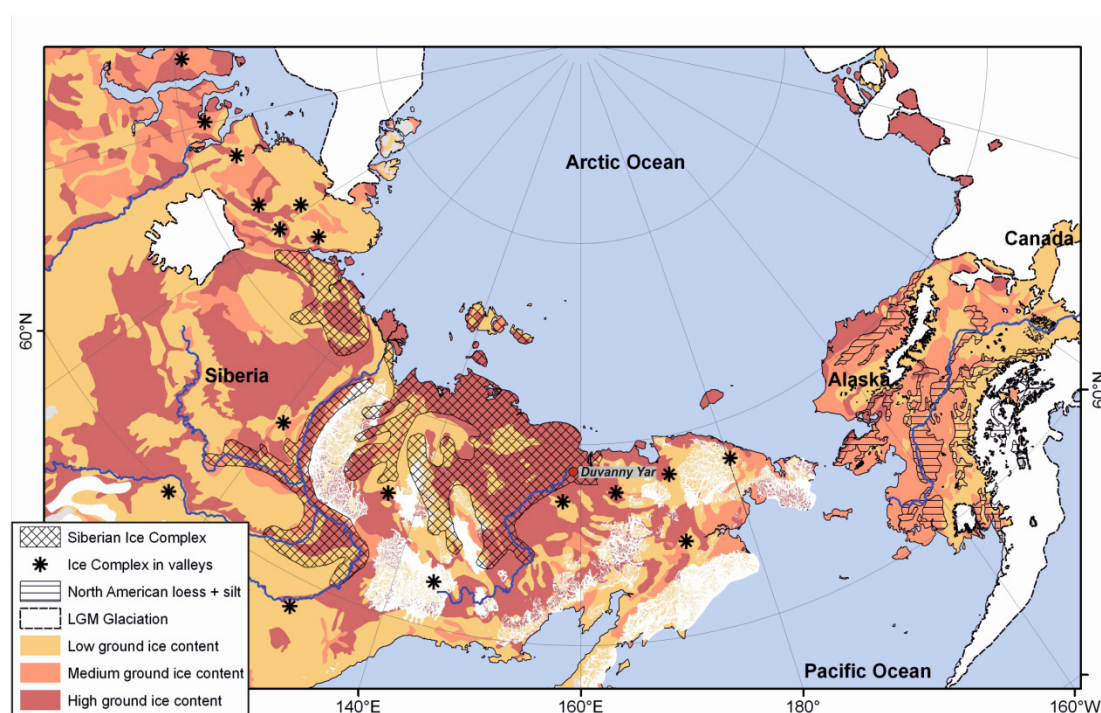 Arctic Ocean
Canada
60°N
Siberia
Alaska
60°N
Duvanny Yar
Siberian Ice Complex
Ice Complex in valleys
North American loess + silt
LGM Glaciation
Low ground ice content
Medium ground ice content
High ground ice content
Pacific Ocean
140°E
160°E
180°
160°W